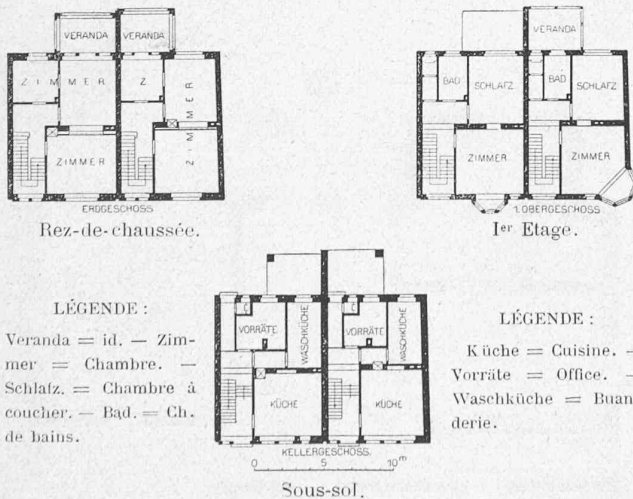 VERANDA VERANDA
ZIMMER Z
ZIMMER
ZIMMER
ERDGESCHOSS
Rez-de-chaussée.
VERANDA
BAD SCHLAFZ BAD SCHLAFZ
ZIMMER ZIMMER
1. OBERGESCHOSS
Ier Etage.
VORRÄTE WASCHKÜCHE VORRÄTE WASCHKÜCHE
KÜCHE KÜCHE
KELLERGESCHOSS.
0 5 10m
Sous-sol.
LÉGENDE :
Veranda = id. — Zim-
mer = Chambre. —
Schlafz. = Chambre à
coucher. — Bad. = Ch.
de bains.
LÉGENDE :
Küche = Cuisine. —
Vorräte = Office. —
Waschküche = Buan
derie.